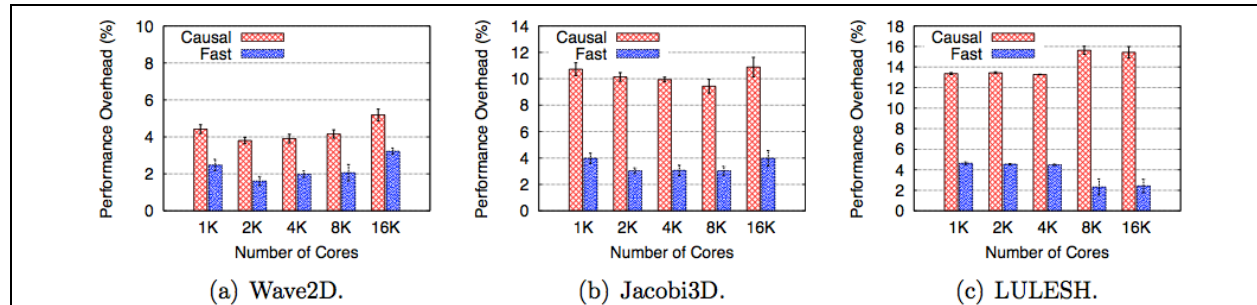 Performance Overhead (%)
10
8
6
4
2
0
Causal
Fast
1K 2K 4K 8K 16K
Number of Cores
(a) Wave2D.
Performance Overhead (%)
14
12
10
8
6
4
2
0
Causal
Fast
1K 2K 4K 8K 16K
Number of Cores
(b) Jacobi3D.
Performance Overhead (%)
18
16
14
12
10
8
6
4
2
0
Causal
Fast
1K 2K 4K 8K 16K
Number of Cores
(c) LULESH.